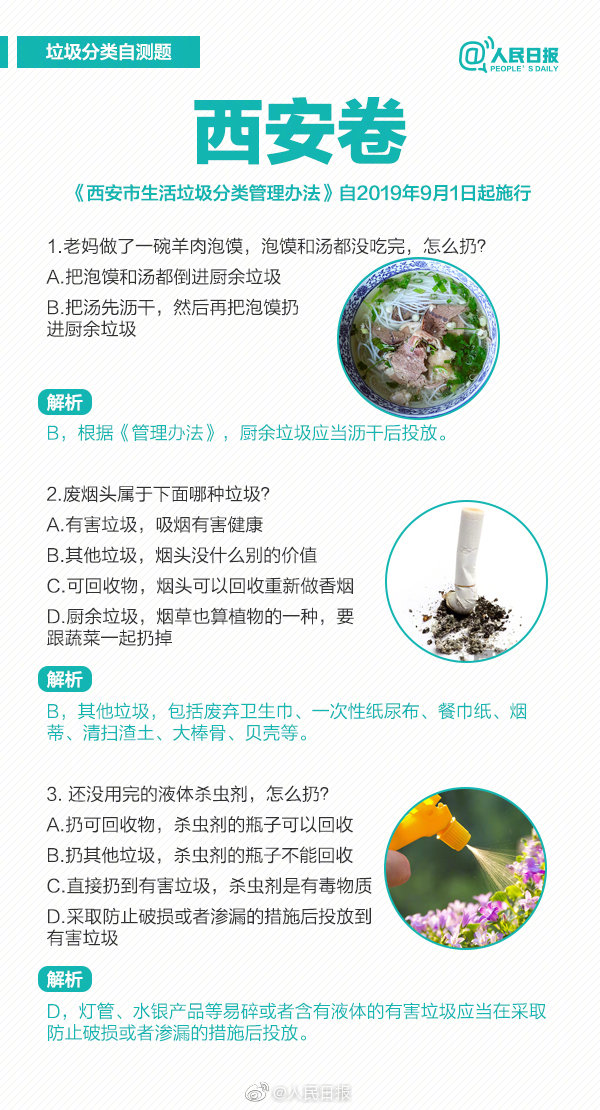 垃圾分类自测题
@人民日报
PEOPLE'S DAILY
西安卷
《西安市生活垃圾分类管理办法》自2019年9月1日起施行
1.老妈做了一碗羊肉泡馍，泡馍和汤都没吃完，怎么扔?
A.把泡馍和汤都倒进厨余垃圾
B.把汤先沥干，然后再把泡馍扔
进厨余垃圾
解析
B，根据《管理办法》，厨余垃圾应当沥干后投放。
2.废烟头属于下面哪种垃圾?
A.有害垃圾，吸烟有害健康
B.其他垃圾，烟头没什么别的价值
C.可回收物，烟头可以回收重新做香烟
D.厨余垃圾，烟草也算植物的一种，要
跟蔬菜一起扔掉
解析
B，其他垃圾，包括废弃卫生巾、一次性纸尿布、餐巾纸、烟
蒂、清扫渣土、大棒骨、贝壳等。
3. 还没用完的液体杀虫剂，怎么扔?
A.扔可回收物，杀虫剂的瓶子可以回收
B.扔其他垃圾，杀虫剂的瓶子不能回收
C.直接扔到有害垃圾，杀虫剂是有毒物质
D.采取防止破损或者渗漏的措施后投放到
有害垃圾
解析
D，灯管、水银产品等易碎或者含有液体的有害垃圾应当在采取
防止破损或者渗漏的措施后投放。
@人民日报